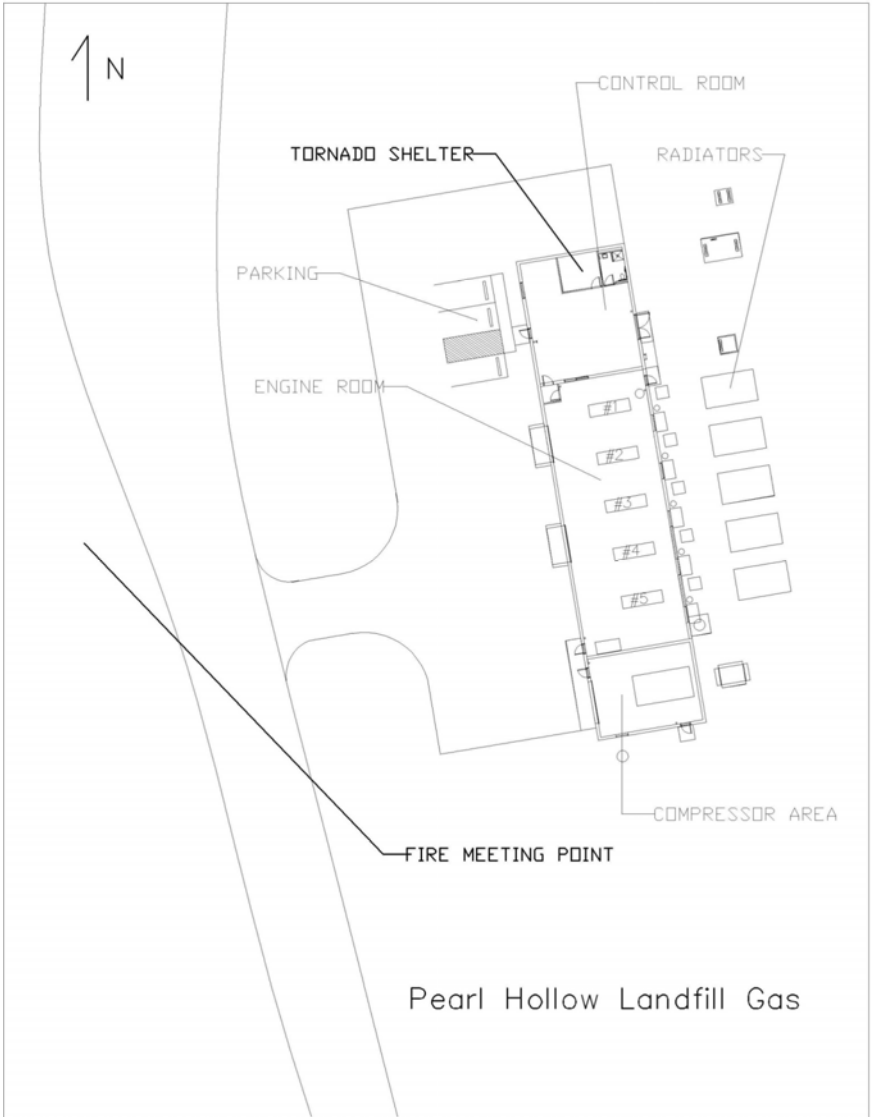 N
CONTROL ROOM
TORNADO SHELTER
RADIATORS
PARKING
ENGINE ROOM
#1
#2
#3
#4
#5
COMPRESSOR AREA
FIRE MEETING POINT
Pearl Hollow Landfill Gas